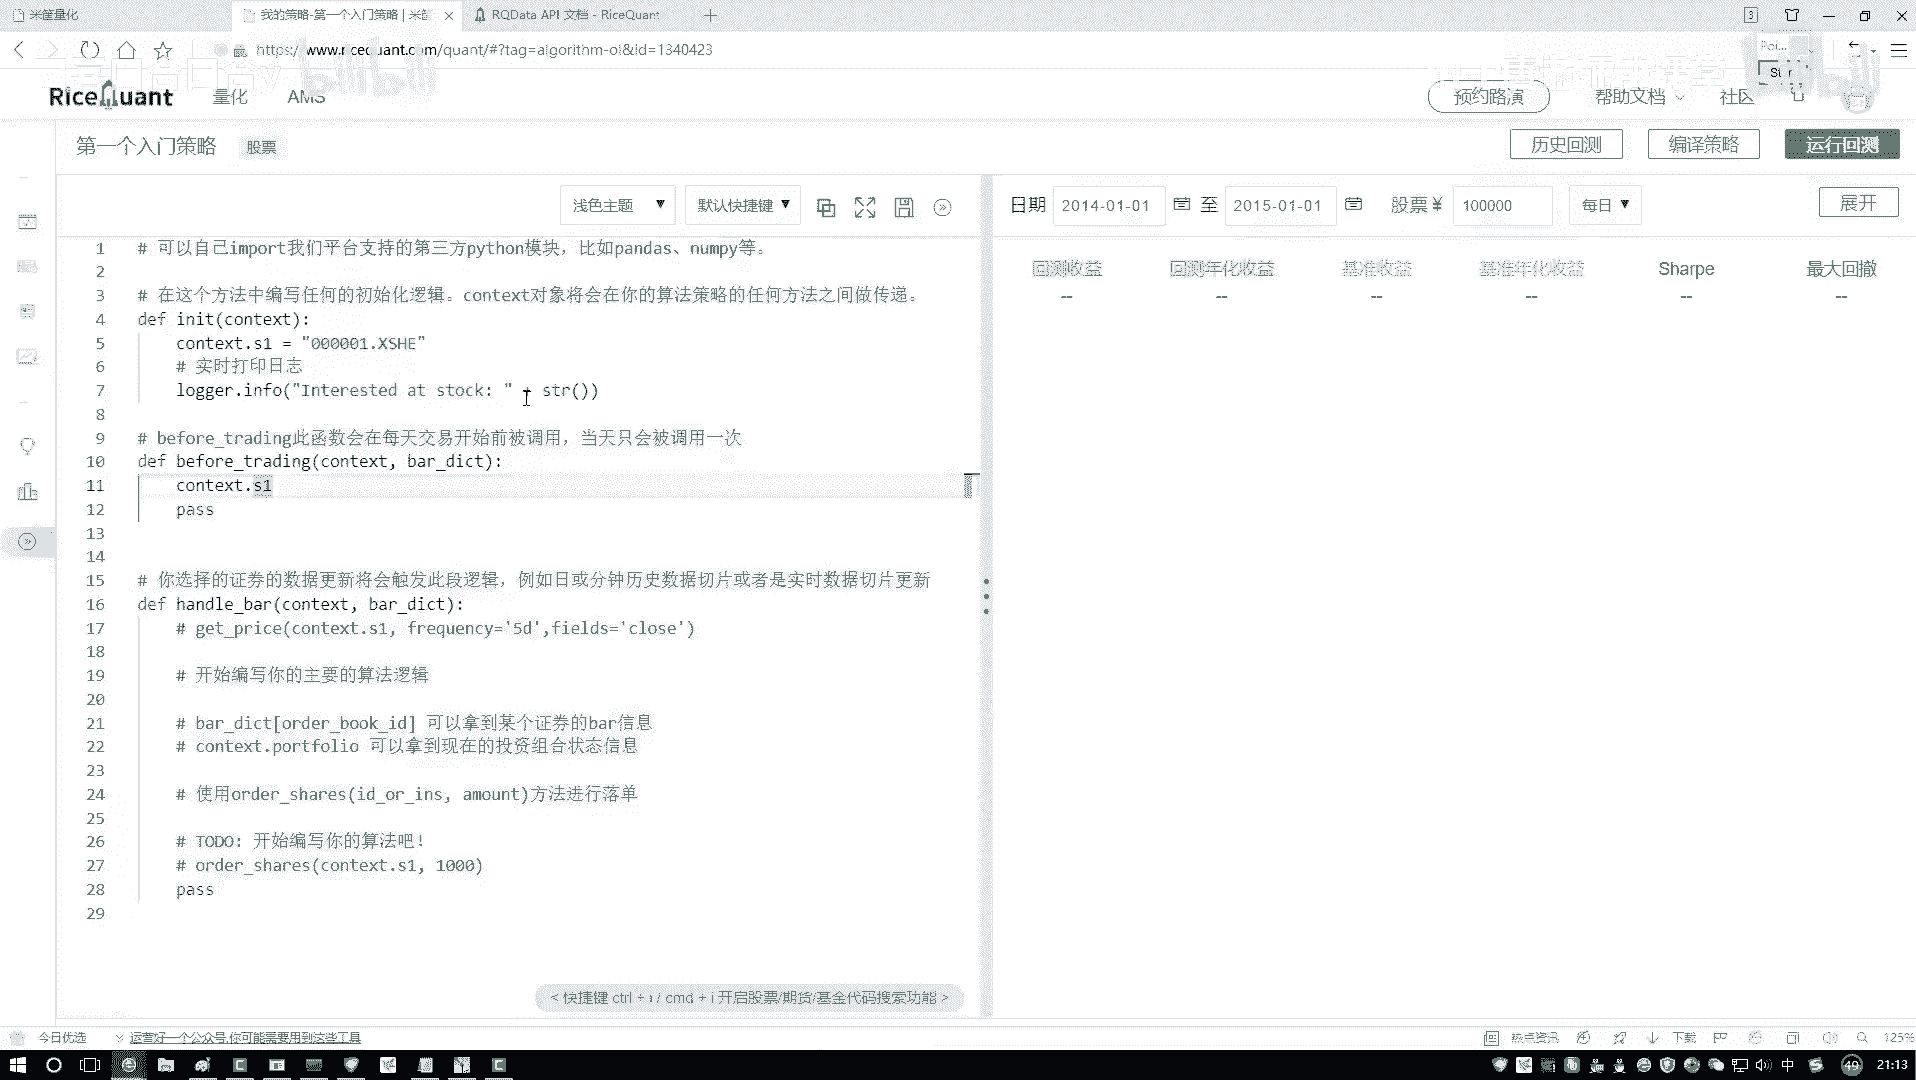 米筐量化
我的策略-第一个入门策略 | 米筐
RQData API 文档 - RiceQuant
https://www.ricequant.com/quant/#?tag=algorithm-ol&id=1340423
RiceQuant 量化 AMS
预约路演 帮助文档 社区
第一个入门策略 股票
历史回测 编译策略 运行回测
浅色主题 ▼ 默认快捷键 ▼
日期 2014-01-01 至 2015-01-01 股票 ¥ 100000 每日 ▼ 展开
回测收益 回测年化收益 基准收益 基准年化收益 Sharpe 最大回撤
-- -- -- -- -- --
1 # 可以自己import我们平台支持的第三方python模块，比如pandas、numpy等。
2
3 # 在这个方法中编写任何的初始化逻辑。context对象将会在你的算法策略的任何方法之间做传递。
4 def init(context):
5 context.s1 = "000001.XSHE"
6 # 实时打印日志
7 logger.info("Interested at stock: " + str())
8
9 # before_trading此函数会在每天交易开始前被调用，当天只会被调用一次
10 def before_trading(context, bar_dict):
11 context.s1
12 pass
13
14
15 # 你选择的证券的数据更新将会触发此段逻辑，例如日或分钟历史数据切片或者是实时数据切片更新
16 def handle_bar(context, bar_dict):
17 # get_price(context.s1, frequency='5d',fields='close')
18
19 # 开始编写你的主要的算法逻辑
20
21 # bar_dict[order_book_id] 可以拿到某个证券的bar信息
22 # context.portfolio 可以拿到现在的投资组合状态信息
23
24 # 使用order_shares(id_or_ins, amount)方法进行落单
25
26 # TODO: 开始编写你的算法吧！
27 # order_shares(context.s1, 1000)
28 pass
29
< 快捷键 ctrl + i / cmd + i 开启股票/期货/基金代码搜索功能 >
今日优选 运营好一个公众号,你可能需要用到这些工具
热点资讯 下载 125%
中 49 21:13